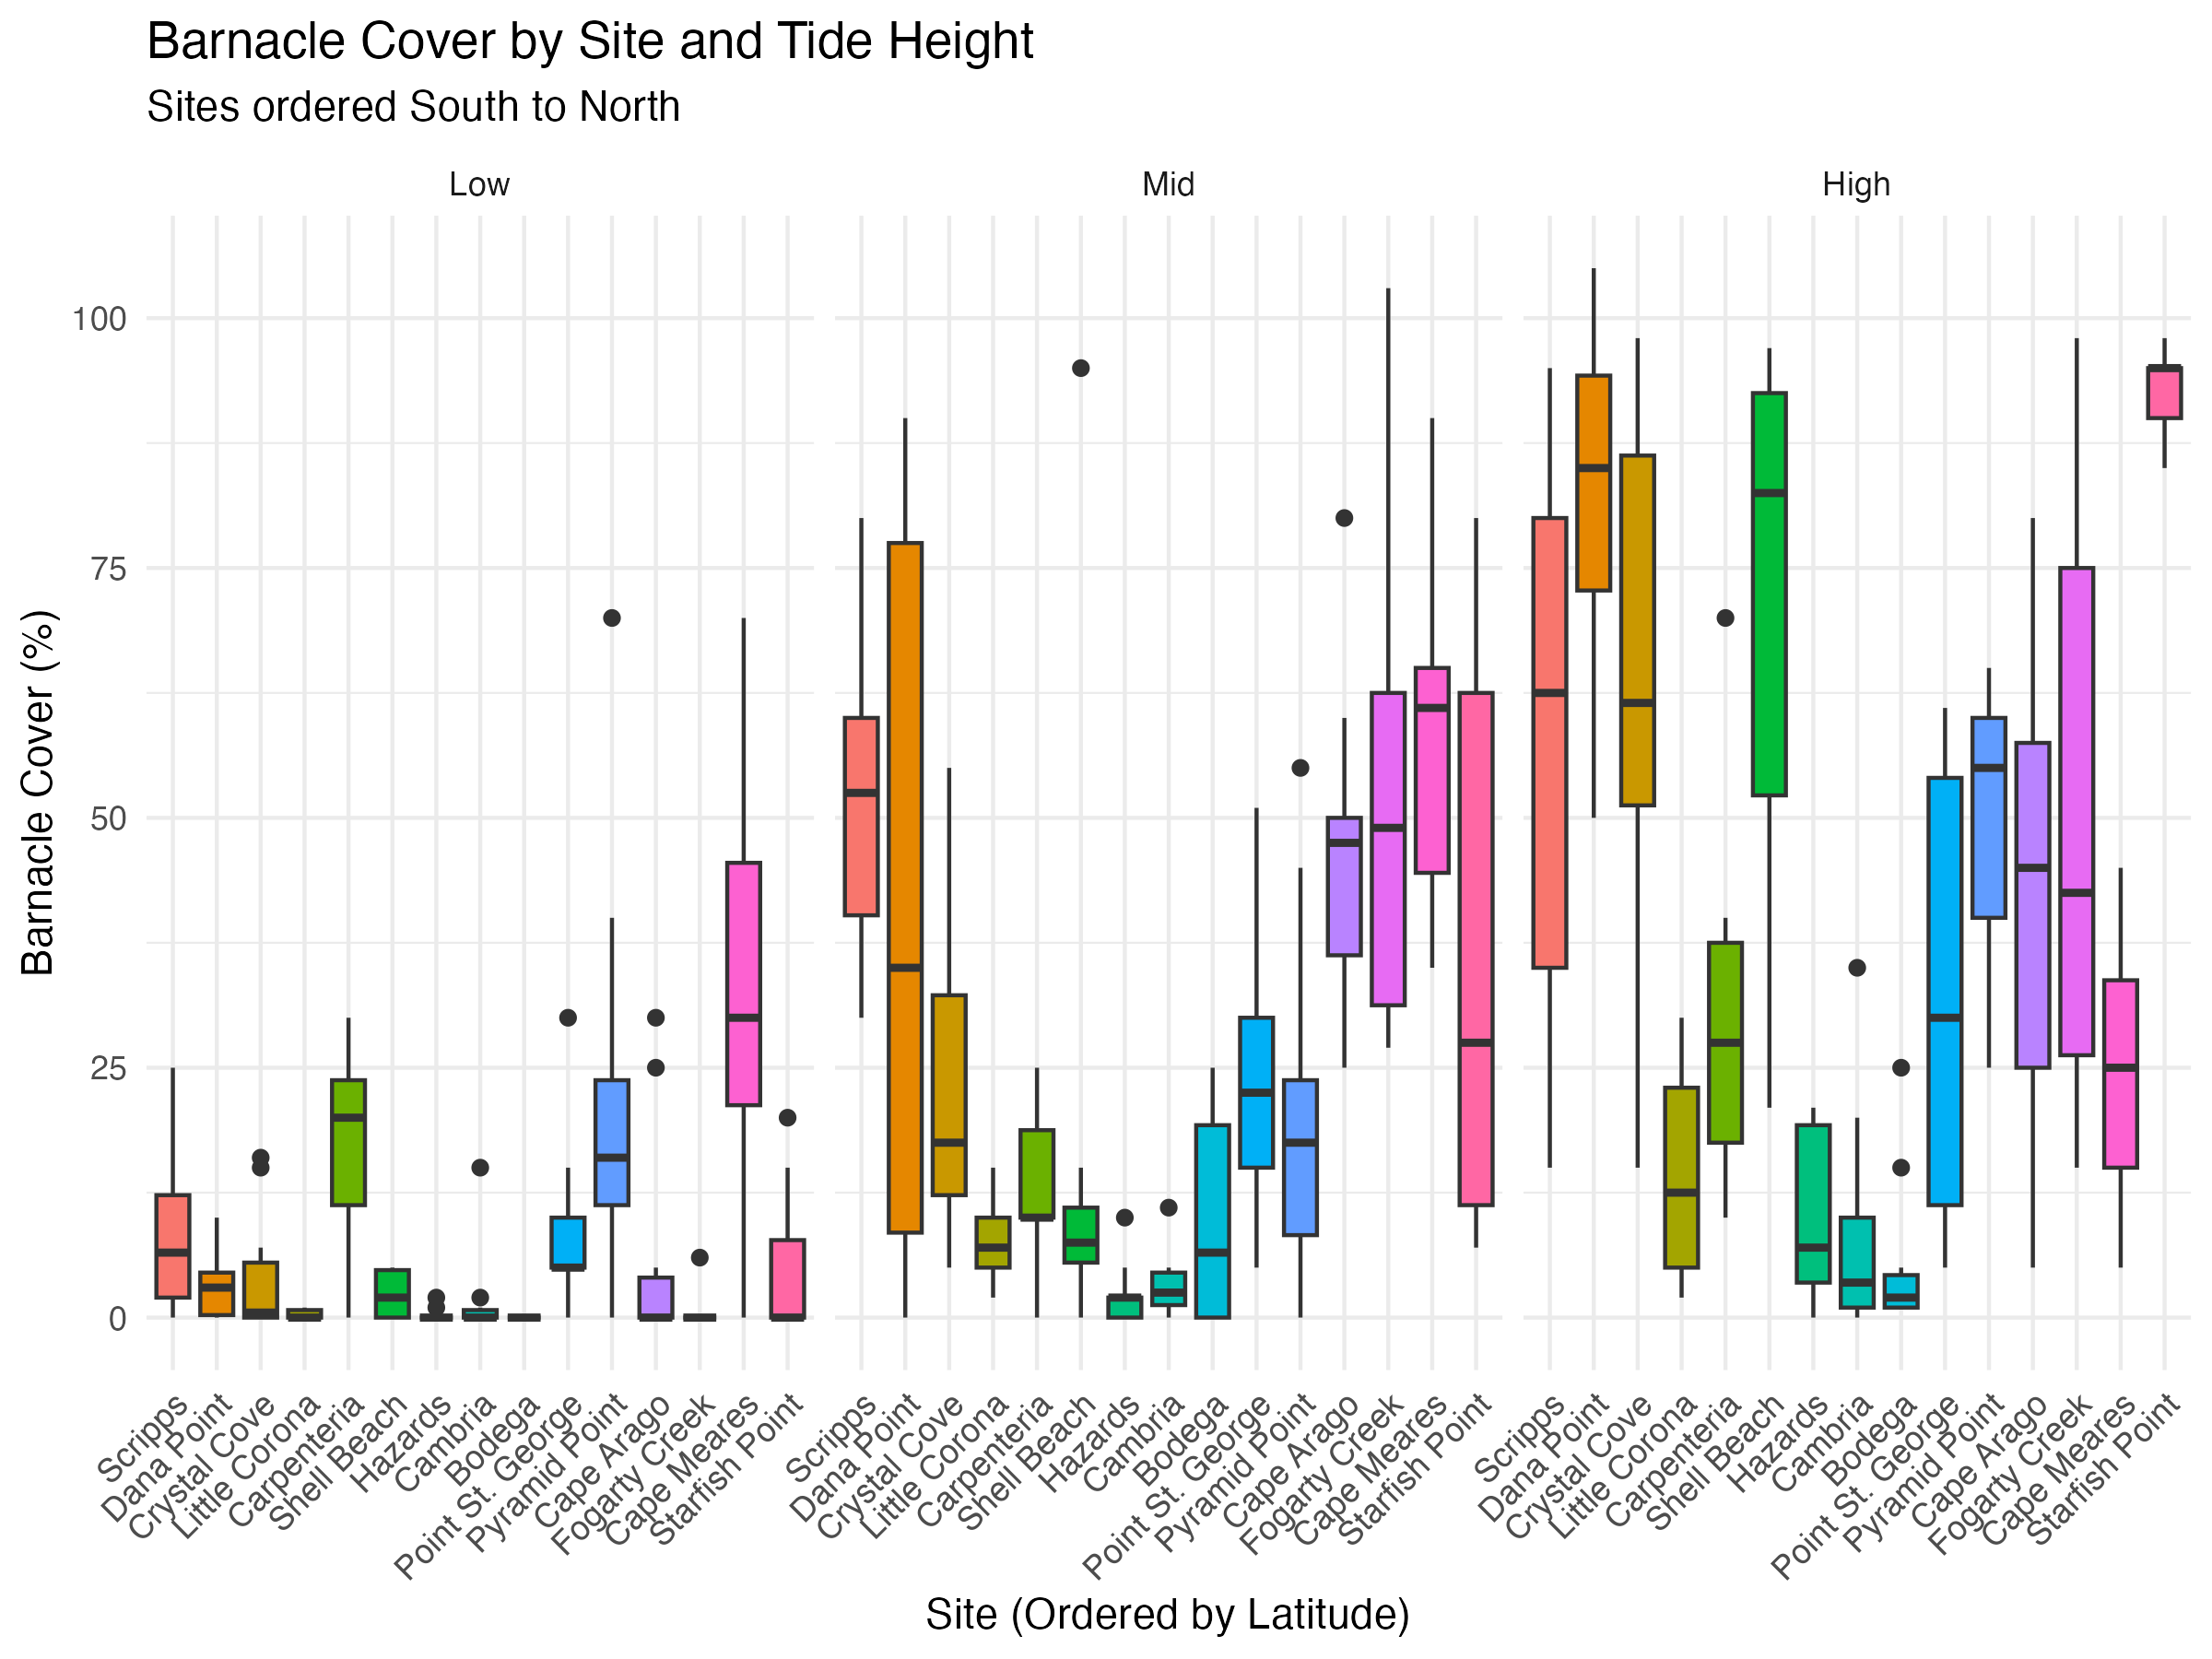 Barnacle Cover by Site and Tide Height
Sites ordered South to North
Low
Mid
High
Barnacle Cover (%)
100
75
50
25
0
Scripps
Dana Point
Crystal Cove
Little Corona
Carpenteria
Shell Beach
Hazards
Cambria
Bodega
Point St. George
Pyramid Point
Cape Arago
Fogarty Creek
Cape Meares
Starfish Point
Scripps
Dana Point
Crystal Cove
Little Corona
Carpenteria
Shell Beach
Hazards
Cambria
Bodega
Point St. George
Pyramid Point
Cape Arago
Fogarty Creek
Cape Meares
Starfish Point
Scripps
Dana Point
Crystal Cove
Little Corona
Carpenteria
Shell Beach
Hazards
Cambria
Bodega
Point St. George
Pyramid Point
Cape Arago
Fogarty Creek
Cape Meares
Starfish Point
Site (Ordered by Latitude)